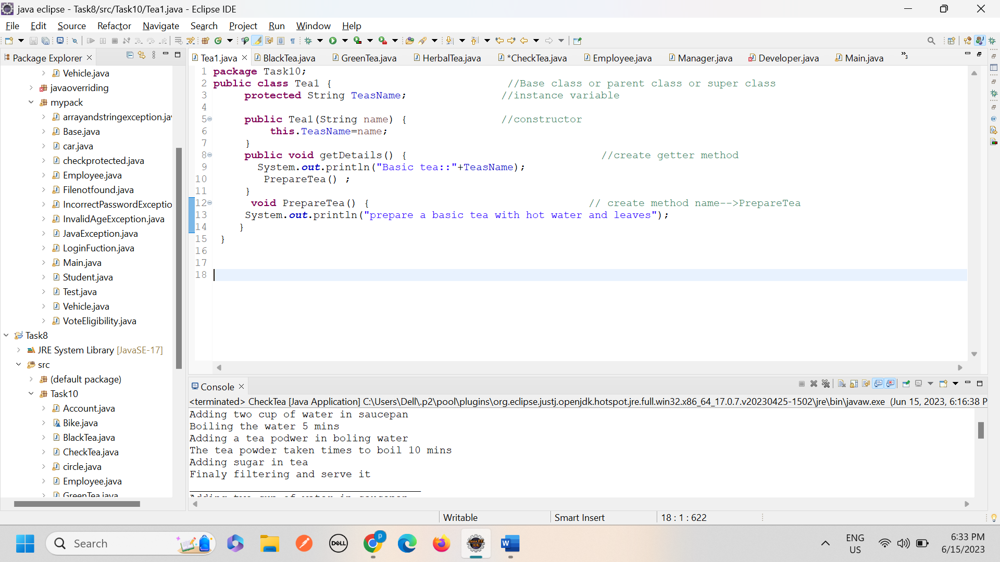 java eclipse - Task8/src/Task10/Tea1.java - Eclipse IDE
File Edit Source Refactor Navigate Search Project Run Window Help
Package Explorer
Vehicle.java
javaoverriding
mypack
arrayandstringexception.jav
Base.java
car.java
checkprotected.java
Employee.java
Filenotfound.java
IncorrectPasswordExceptio
InvalidAgeException.java
JavaException.java
LoginFuction.java
Main.java
Student.java
Test.java
Vehicle.java
VoteEligibility.java
Task8
JRE System Library [JavaSE-17]
src
(default package)
Task10
Account.java
Bike.java
BlackTea.java
CheckTea.java
circle.java
Employee.java
GreenTea.java
Tea1.java BlackTea.java GreenTea.java HerbalTea.java *CheckTea.java Employee.java Manager.java Developer.java Main.java »3
1 package Task10;
2 public class Tea1 { //Base class or parent class or super class
3 protected String TeasName; //instance variable
4
5 public Tea1(String name) { //constructor
6 this.TeasName=name;
7 }
8 public void getDetails() { //create getter method
9 System.out.println("Basic tea::"+TeasName);
10 PrepareTea() ;
11 }
12 void PrepareTea() { // create method name-->PrepareTea
13 System.out.println("prepare a basic tea with hot water and leaves");
14 }
15 }
16
17
18
Console
<terminated> CheckTea [Java Application] C:\Users\Dell\.p2\pool\plugins\org.eclipse.justj.openjdk.hotspot.jre.full.win32.x86_64_17.0.7.v20230425-1502\jre\bin\javaw.exe (Jun 15, 2023, 6:16:38 P
Adding two cup of water in saucepan
Boiling the water 5 mins
Adding a tea podwer in boling water
The tea powder taken times to boil 10 mins
Adding sugar in tea
Finaly filtering and serve it
Adding two cup of water in saucepan
Writable Smart Insert 18 : 1 : 622
Search
DELL
P
Java EE IDE
W
ENG
US
6:33 PM
6/15/2023